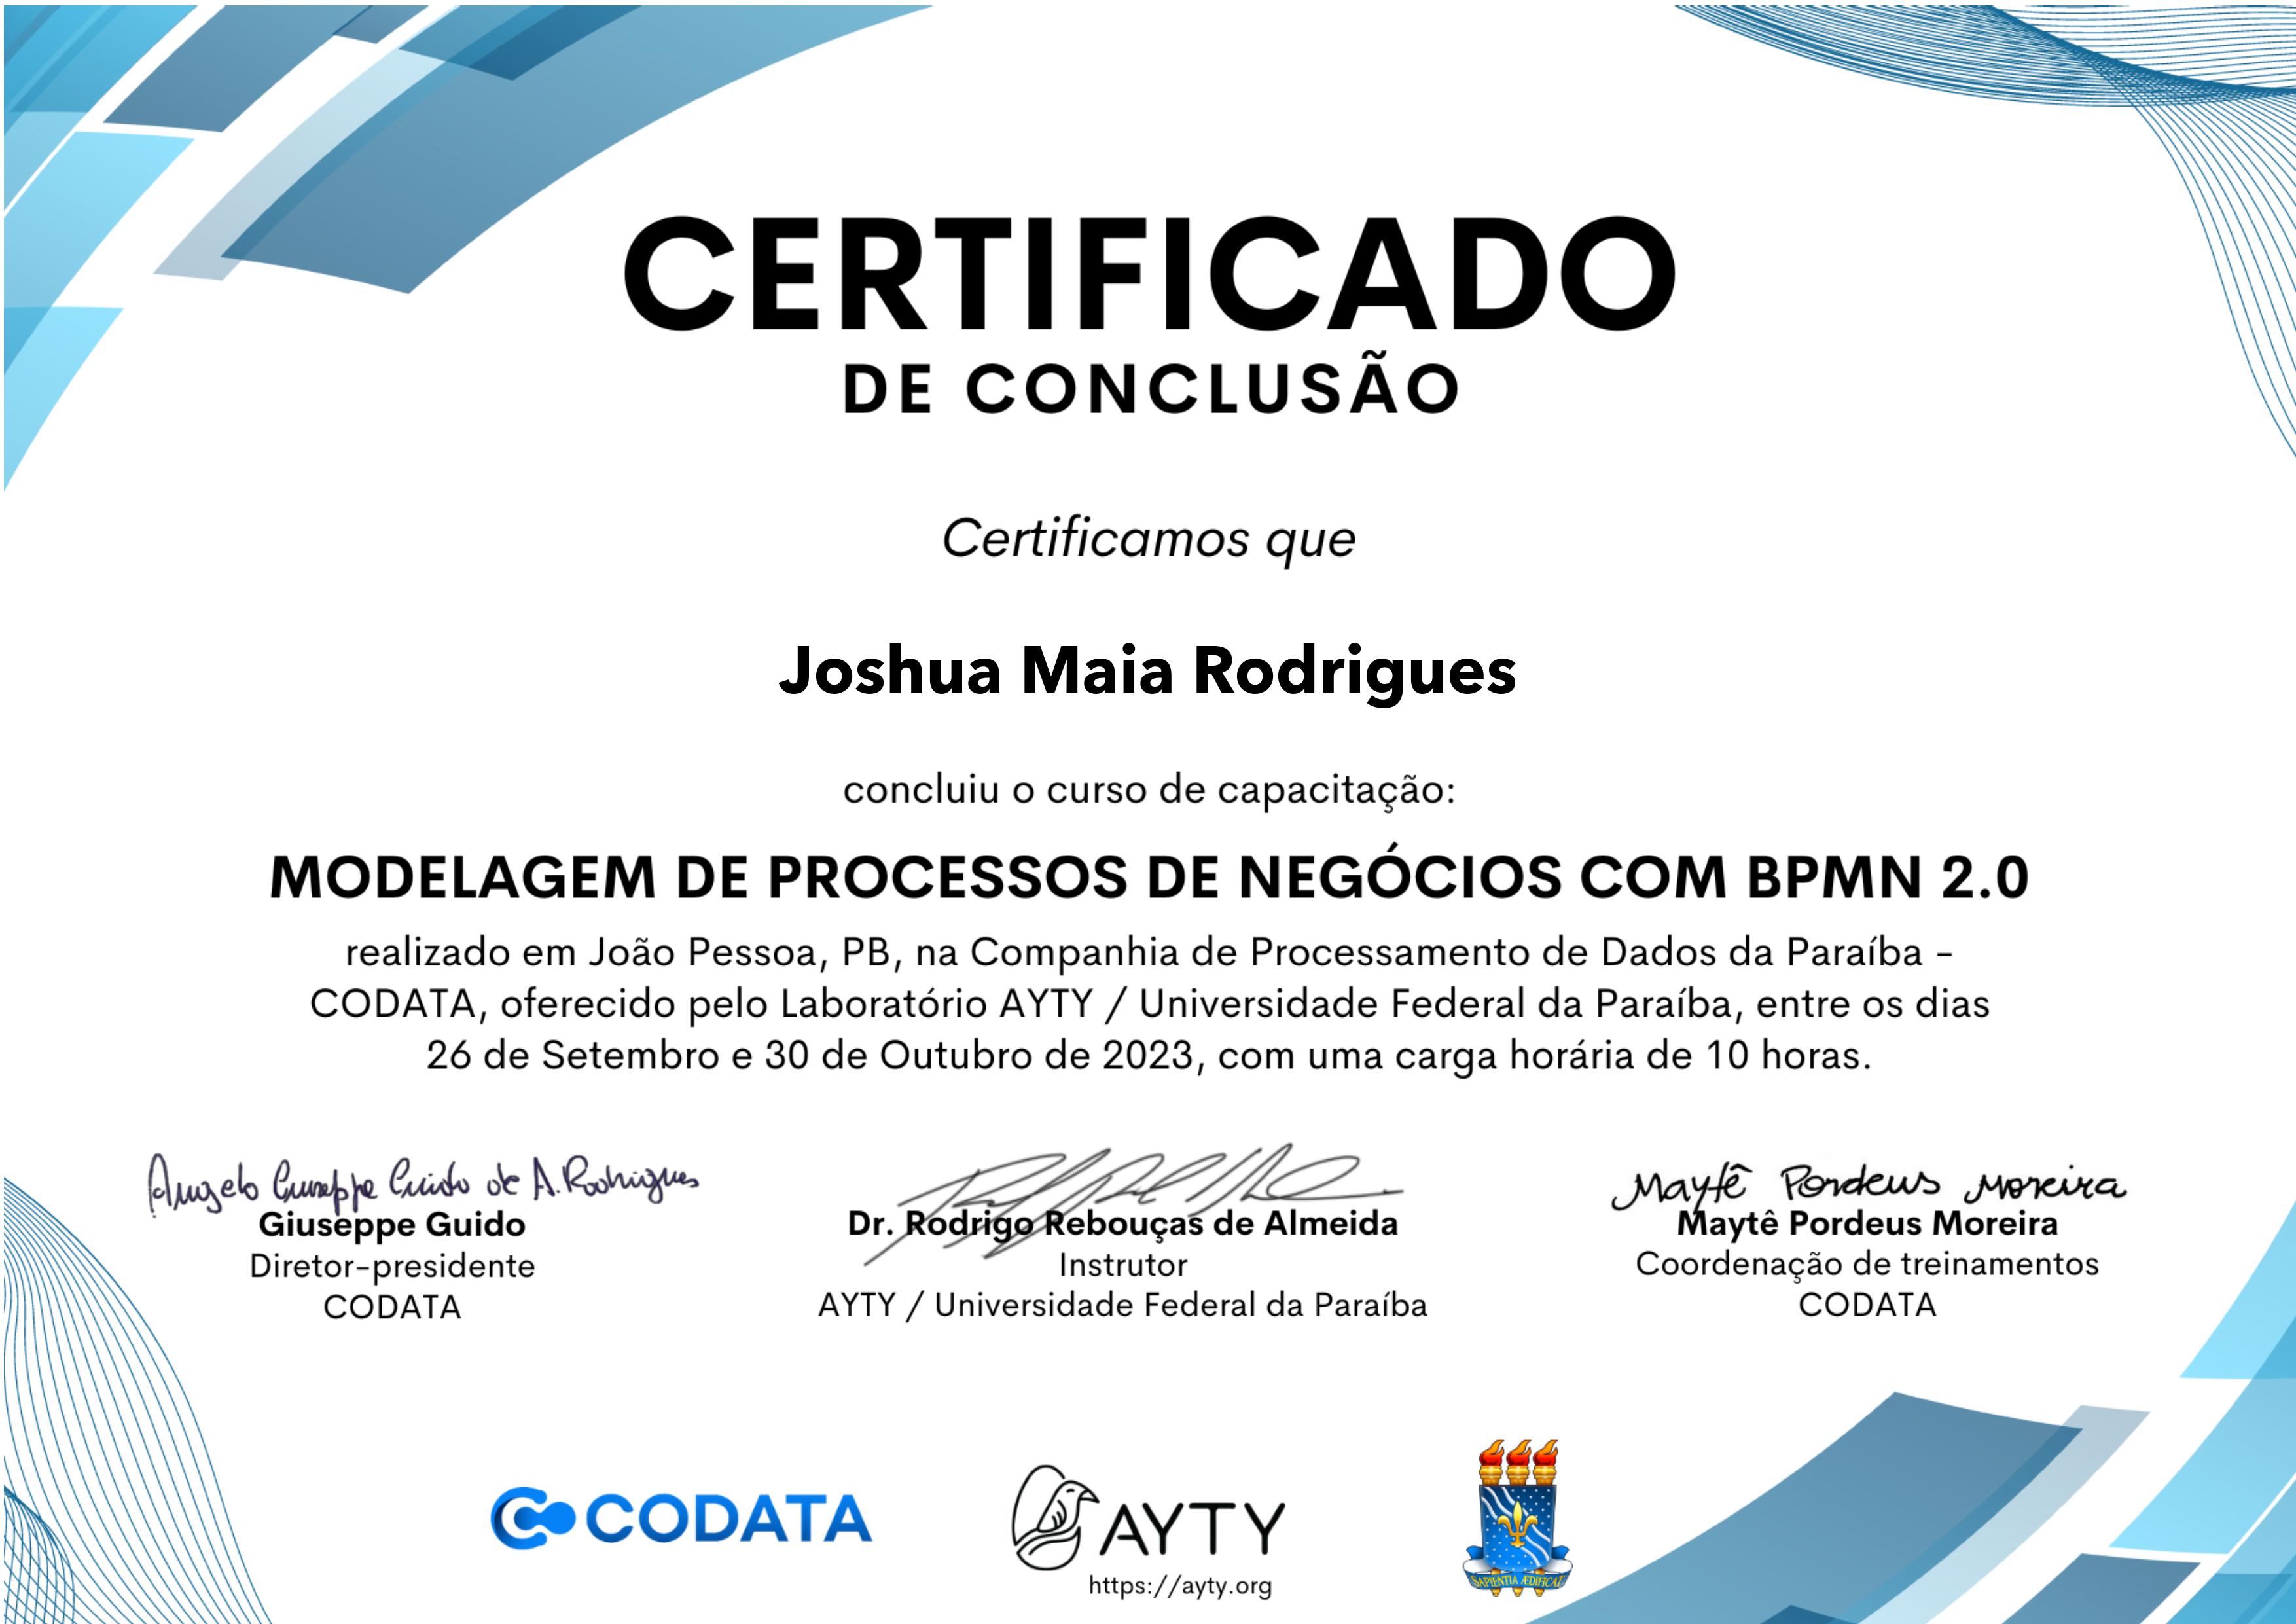 CERTIFICADO
DE CONCLUSÃO
Certificamos que
Joshua Maia Rodrigues
concluiu o curso de capacitação:
MODELAGEM DE PROCESSOS DE NEGÓCIOS COM BPMN 2.0
realizado em João Pessoa, PB, na Companhia de Processamento de Dados da Paraíba -
CODATA, oferecido pelo Laboratório AYTY / Universidade Federal da Paraíba, entre os dias
26 de Setembro e 30 de Outubro de 2023, com uma carga horária de 10 horas.
Angelo Giuseppe Guido de A. Rodrigues
Giuseppe Guido
Diretor-presidente
CODATA
Dr. Rodrigo Rebouças de Almeida
Instrutor
AYTY / Universidade Federal da Paraíba
Maytê Pordeus Moreira
Maytê Pordeus Moreira
Coordenação de treinamentos
CODATA
CODATA
AYTY
https://ayty.org
SAPIENTIA ÆDIFICAT